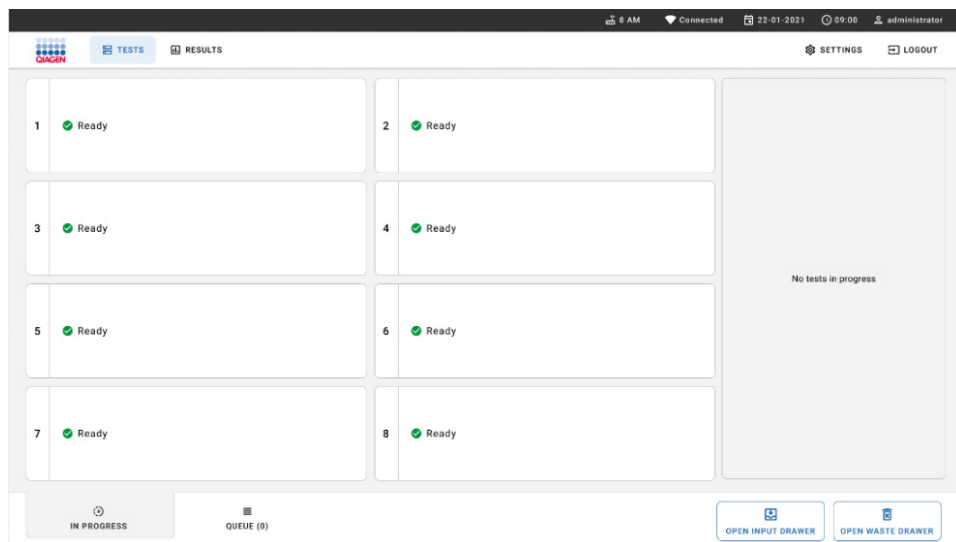 8 AM Connected 22-01-2021 09:00 administrator
QIAGEN TESTS RESULTS SETTINGS LOGOUT
1 Ready 2 Ready
3 Ready 4 Ready
No tests in progress
5 Ready 6 Ready
7 Ready 8 Ready
IN PROGRESS QUEUE (0) OPEN INPUT DRAWER OPEN WASTE DRAWER